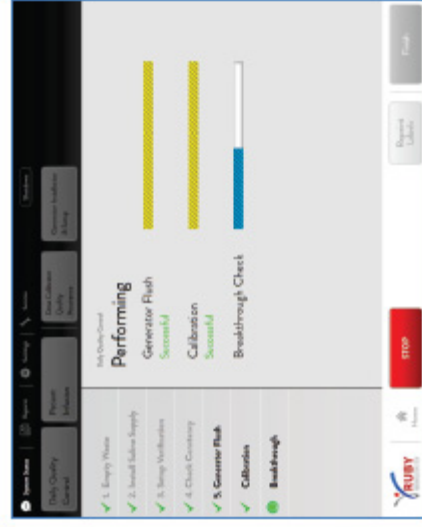 System Status
Reports
Settings
System
Shutdown
Daily Quality
Control
Patient
Infusion
Dose Calibrator
Quality
Assurance
Generator Installation
& Setup
1. Empty Waste
2. Install Saline Supply
3. Setup Verification
4. Check Constancy
5. Generator Flush
Calibration
Breakthrough
Daily Quality Control
Performing
Generator Flush
Successful
Calibration
Successful
Breakthrough Check
RUBY
Home
STOP
Reprint
Labels
Finish